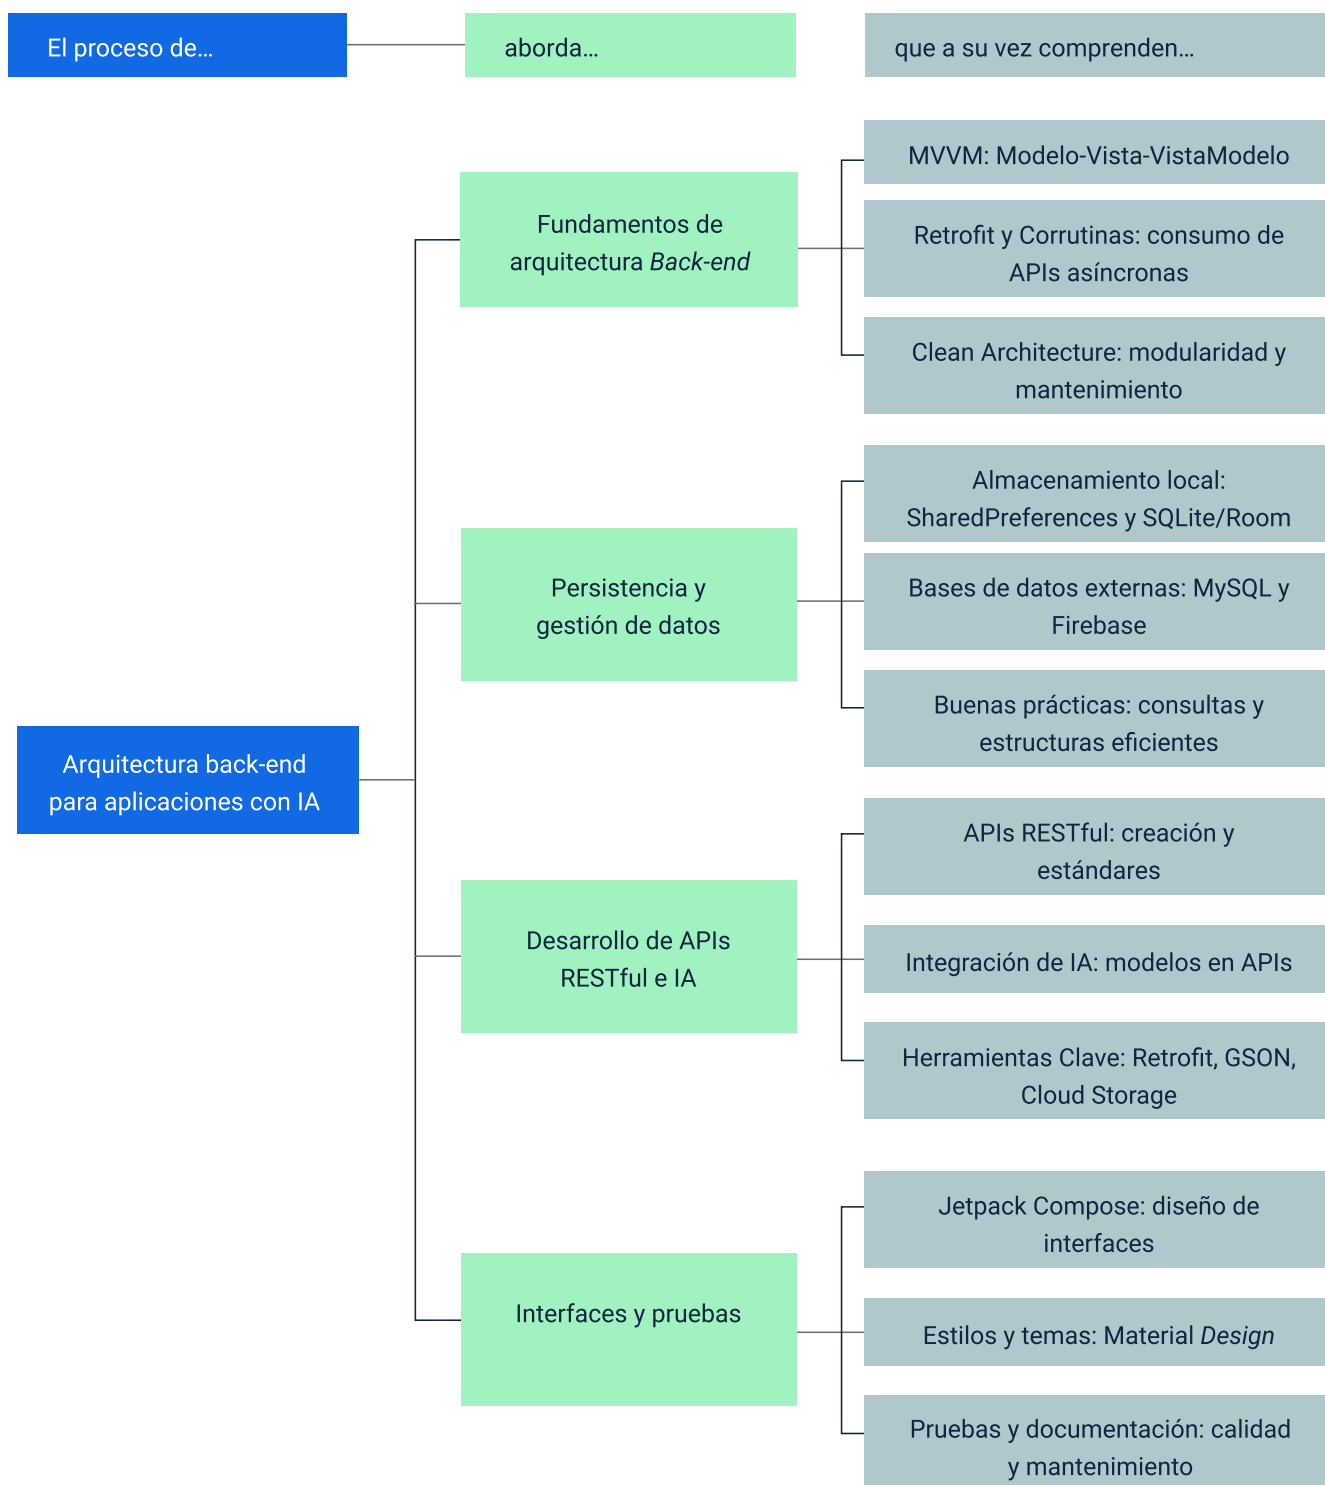 El proceso de...
aborda...
que a su vez comprenden...
Arquitectura back-end
para aplicaciones con IA
Fundamentos de
arquitectura Back-end
MVVM: Modelo-Vista-VistaModelo
Retrofit y Corrutinas: consumo de
APIs asíncronas
Clean Architecture: modularidad y
mantenimiento
Persistencia y
gestión de datos
Almacenamiento local:
SharedPreferences y SQLite/Room
Bases de datos externas: MySQL y
Firebase
Buenas prácticas: consultas y
estructuras eficientes
Desarrollo de APIs
RESTful e IA
APIs RESTful: creación y
estándares
Integración de IA: modelos en APIs
Herramientas Clave: Retrofit, GSON,
Cloud Storage
Interfaces y pruebas
Jetpack Compose: diseño de
interfaces
Estilos y temas: Material Design
Pruebas y documentación: calidad
y mantenimiento